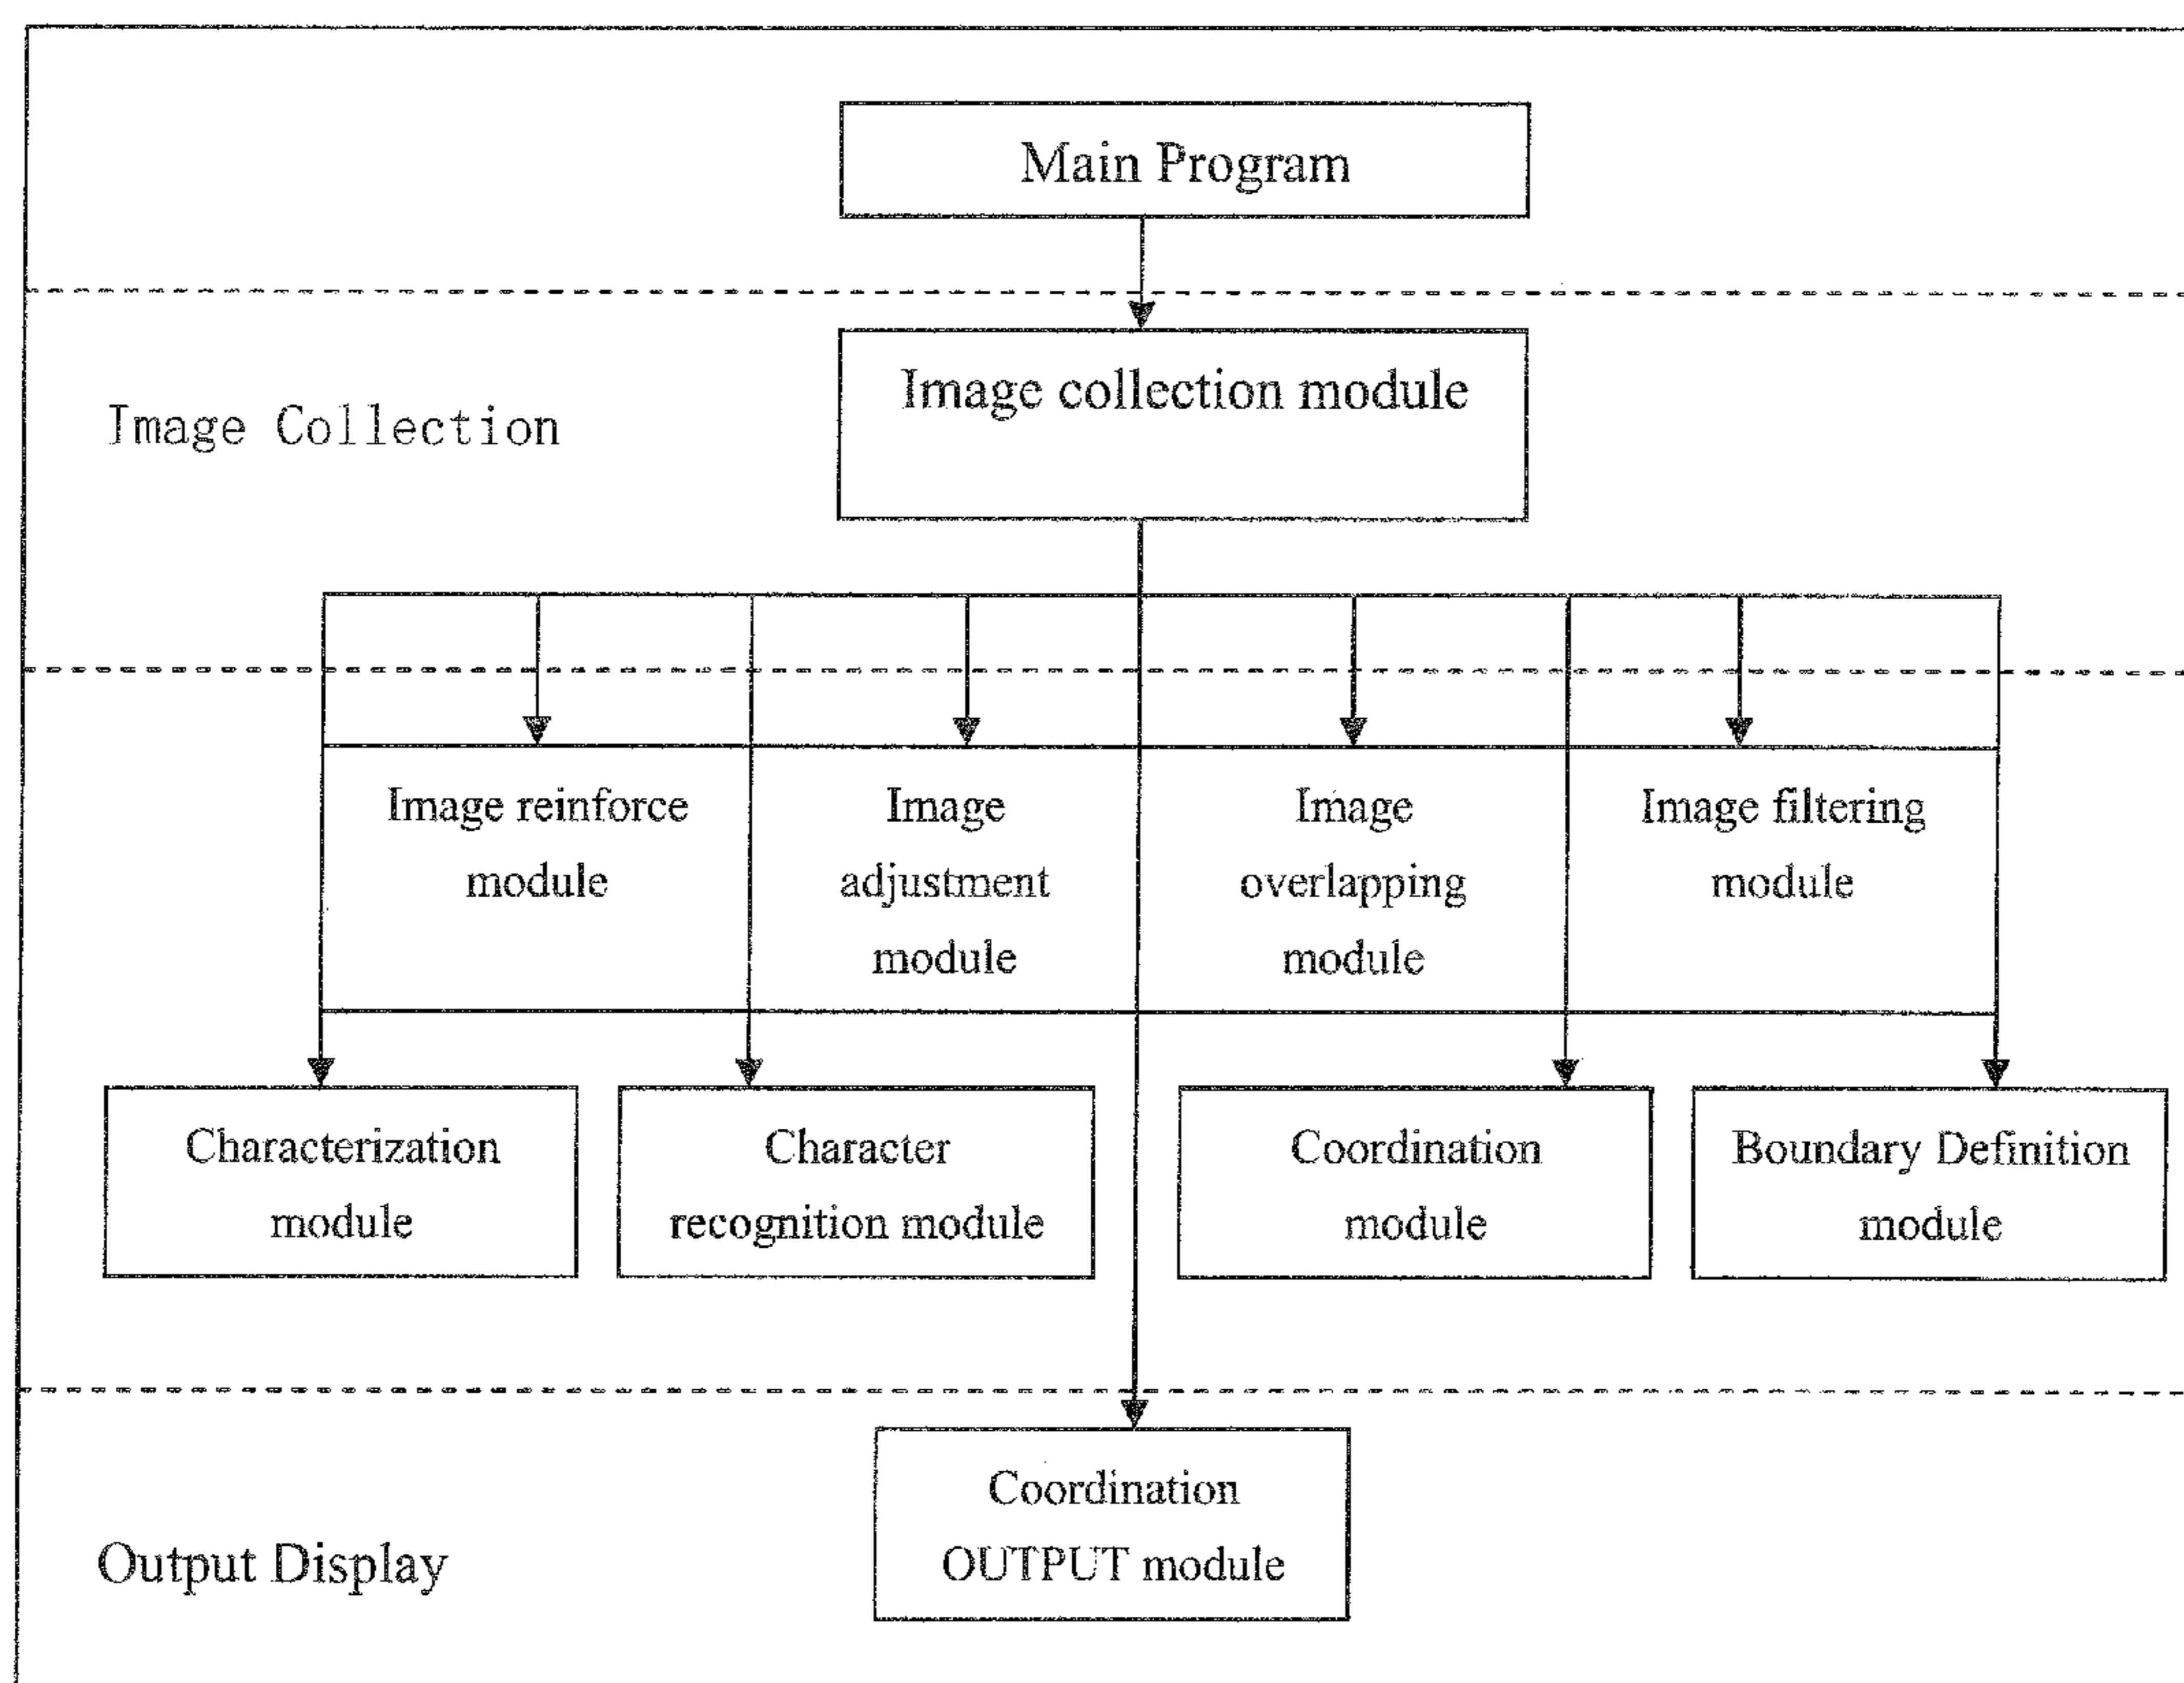 Main Program
Image Collection
Image collection module
Image reinforce
module
Image
adjustment
module
Image
overlapping
module
Image filtering
module
Characterization
module
Character
recognition module
Coordination
module
Boundary Definition
module
Output Display
Coordination
OUTPUT module